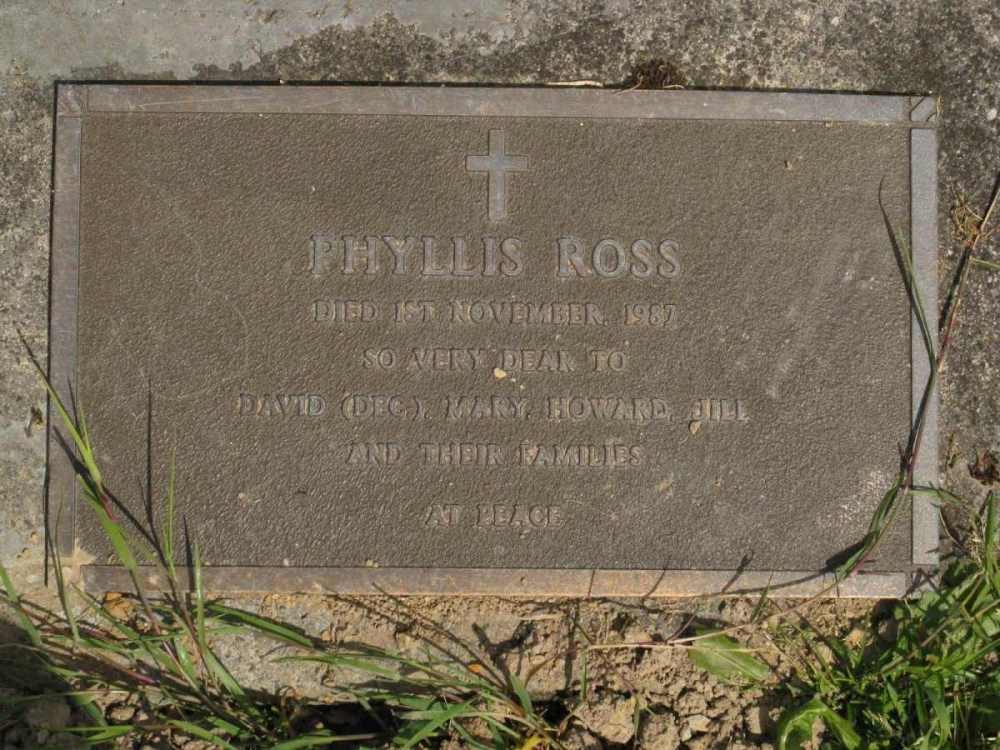 PHYLLIS ROSS
DIED 1ST NOVEMBER, 1987
SO VERY DEAR TO
DAVID (DEC.), MARY, HOWARD, JILL
AND THEIR FAMILIES
AT PEACE